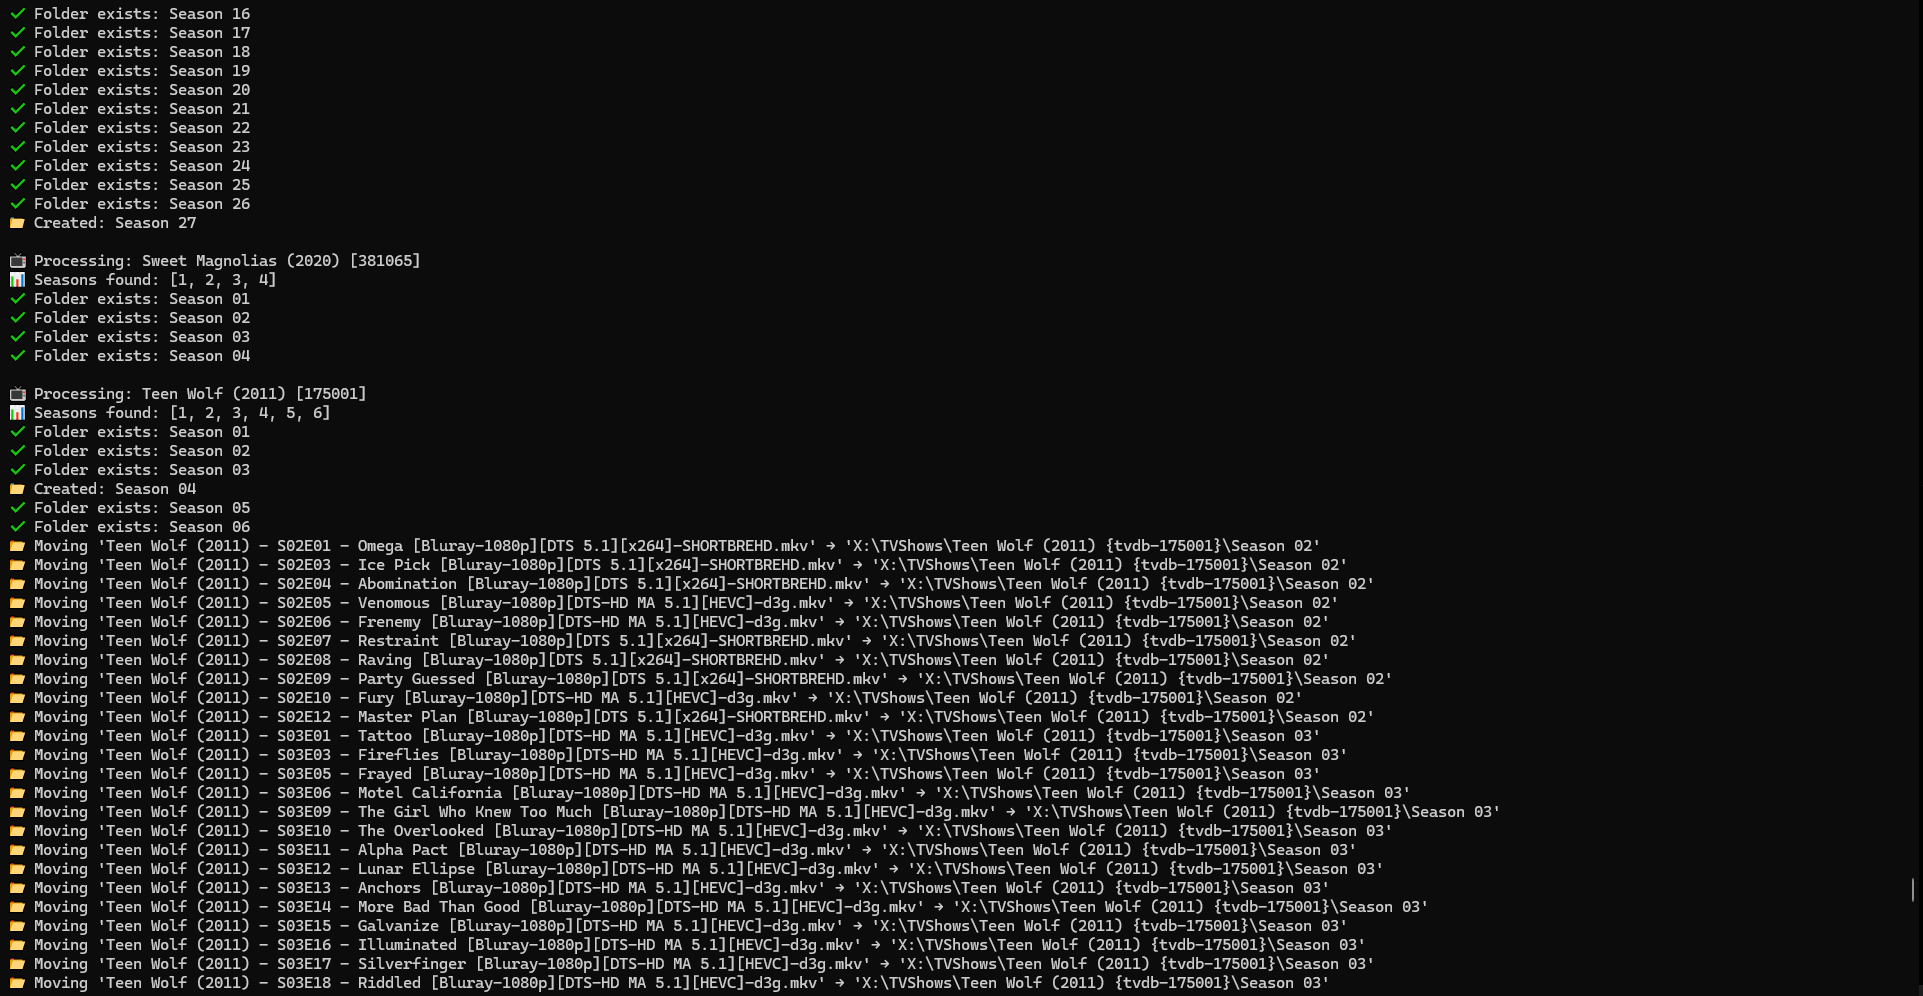 ✓ Folder exists: Season 16
✓ Folder exists: Season 17
✓ Folder exists: Season 18
✓ Folder exists: Season 19
✓ Folder exists: Season 20
✓ Folder exists: Season 21
✓ Folder exists: Season 22
✓ Folder exists: Season 23
✓ Folder exists: Season 24
✓ Folder exists: Season 25
✓ Folder exists: Season 26
📂 Created: Season 27

📺 Processing: Sweet Magnolias (2020) [381065]
📊 Seasons found: [1, 2, 3, 4]
✓ Folder exists: Season 01
✓ Folder exists: Season 02
✓ Folder exists: Season 03
✓ Folder exists: Season 04

📺 Processing: Teen Wolf (2011) [175001]
📊 Seasons found: [1, 2, 3, 4, 5, 6]
✓ Folder exists: Season 01
✓ Folder exists: Season 02
✓ Folder exists: Season 03
📂 Created: Season 04
✓ Folder exists: Season 05
✓ Folder exists: Season 06
📂 Moving 'Teen Wolf (2011) - S02E01 - Omega [Bluray-1080p][DTS 5.1][x264]-SHORTBREHD.mkv' → 'X:\TVShows\Teen Wolf (2011) {tvdb-175001}\Season 02'
📂 Moving 'Teen Wolf (2011) - S02E03 - Ice Pick [Bluray-1080p][DTS 5.1][x264]-SHORTBREHD.mkv' → 'X:\TVShows\Teen Wolf (2011) {tvdb-175001}\Season 02'
📂 Moving 'Teen Wolf (2011) - S02E04 - Abomination [Bluray-1080p][DTS 5.1][x264]-SHORTBREHD.mkv' → 'X:\TVShows\Teen Wolf (2011) {tvdb-175001}\Season 02'
📂 Moving 'Teen Wolf (2011) - S02E05 - Venomous [Bluray-1080p][DTS-HD MA 5.1][HEVC]-d3g.mkv' → 'X:\TVShows\Teen Wolf (2011) {tvdb-175001}\Season 02'
📂 Moving 'Teen Wolf (2011) - S02E06 - Frenemy [Bluray-1080p][DTS-HD MA 5.1][HEVC]-d3g.mkv' → 'X:\TVShows\Teen Wolf (2011) {tvdb-175001}\Season 02'
📂 Moving 'Teen Wolf (2011) - S02E07 - Restraint [Bluray-1080p][DTS 5.1][x264]-SHORTBREHD.mkv' → 'X:\TVShows\Teen Wolf (2011) {tvdb-175001}\Season 02'
📂 Moving 'Teen Wolf (2011) - S02E08 - Raving [Bluray-1080p][DTS 5.1][x264]-SHORTBREHD.mkv' → 'X:\TVShows\Teen Wolf (2011) {tvdb-175001}\Season 02'
📂 Moving 'Teen Wolf (2011) - S02E09 - Party Guessed [Bluray-1080p][DTS 5.1][x264]-SHORTBREHD.mkv' → 'X:\TVShows\Teen Wolf (2011) {tvdb-175001}\Season 02'
📂 Moving 'Teen Wolf (2011) - S02E10 - Fury [Bluray-1080p][DTS-HD MA 5.1][HEVC]-d3g.mkv' → 'X:\TVShows\Teen Wolf (2011) {tvdb-175001}\Season 02'
📂 Moving 'Teen Wolf (2011) - S02E12 - Master Plan [Bluray-1080p][DTS 5.1][x264]-SHORTBREHD.mkv' → 'X:\TVShows\Teen Wolf (2011) {tvdb-175001}\Season 02'
📂 Moving 'Teen Wolf (2011) - S03E01 - Tattoo [Bluray-1080p][DTS-HD MA 5.1][HEVC]-d3g.mkv' → 'X:\TVShows\Teen Wolf (2011) {tvdb-175001}\Season 03'
📂 Moving 'Teen Wolf (2011) - S03E03 - Fireflies [Bluray-1080p][DTS-HD MA 5.1][HEVC]-d3g.mkv' → 'X:\TVShows\Teen Wolf (2011) {tvdb-175001}\Season 03'
📂 Moving 'Teen Wolf (2011) - S03E05 - Frayed [Bluray-1080p][DTS-HD MA 5.1][HEVC]-d3g.mkv' → 'X:\TVShows\Teen Wolf (2011) {tvdb-175001}\Season 03'
📂 Moving 'Teen Wolf (2011) - S03E06 - Motel California [Bluray-1080p][DTS-HD MA 5.1][HEVC]-d3g.mkv' → 'X:\TVShows\Teen Wolf (2011) {tvdb-175001}\Season 03'
📂 Moving 'Teen Wolf (2011) - S03E09 - The Girl Who Knew Too Much [Bluray-1080p][DTS-HD MA 5.1][HEVC]-d3g.mkv' → 'X:\TVShows\Teen Wolf (2011) {tvdb-175001}\Season 03'
📂 Moving 'Teen Wolf (2011) - S03E10 - The Overlooked [Bluray-1080p][DTS-HD MA 5.1][HEVC]-d3g.mkv' → 'X:\TVShows\Teen Wolf (2011) {tvdb-175001}\Season 03'
📂 Moving 'Teen Wolf (2011) - S03E11 - Alpha Pact [Bluray-1080p][DTS-HD MA 5.1][HEVC]-d3g.mkv' → 'X:\TVShows\Teen Wolf (2011) {tvdb-175001}\Season 03'
📂 Moving 'Teen Wolf (2011) - S03E12 - Lunar Ellipse [Bluray-1080p][DTS-HD MA 5.1][HEVC]-d3g.mkv' → 'X:\TVShows\Teen Wolf (2011) {tvdb-175001}\Season 03'
📂 Moving 'Teen Wolf (2011) - S03E13 - Anchors [Bluray-1080p][DTS-HD MA 5.1][HEVC]-d3g.mkv' → 'X:\TVShows\Teen Wolf (2011) {tvdb-175001}\Season 03'
📂 Moving 'Teen Wolf (2011) - S03E14 - More Bad Than Good [Bluray-1080p][DTS-HD MA 5.1][HEVC]-d3g.mkv' → 'X:\TVShows\Teen Wolf (2011) {tvdb-175001}\Season 03'
📂 Moving 'Teen Wolf (2011) - S03E15 - Galvanize [Bluray-1080p][DTS-HD MA 5.1][HEVC]-d3g.mkv' → 'X:\TVShows\Teen Wolf (2011) {tvdb-175001}\Season 03'
📂 Moving 'Teen Wolf (2011) - S03E16 - Illuminated [Bluray-1080p][DTS-HD MA 5.1][HEVC]-d3g.mkv' → 'X:\TVShows\Teen Wolf (2011) {tvdb-175001}\Season 03'
📂 Moving 'Teen Wolf (2011) - S03E17 - Silverfinger [Bluray-1080p][DTS-HD MA 5.1][HEVC]-d3g.mkv' → 'X:\TVShows\Teen Wolf (2011) {tvdb-175001}\Season 03'
📂 Moving 'Teen Wolf (2011) - S03E18 - Riddled [Bluray-1080p][DTS-HD MA 5.1][HEVC]-d3g.mkv' → 'X:\TVShows\Teen Wolf (2011) {tvdb-175001}\Season 03'